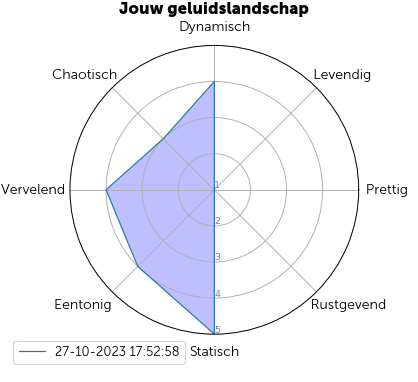 Jouw geluidslandschap
Dynamisch
Chaotisch
Levendig
Vervelend
1
Prettig
2
3
4
Eentonig
Rustgevend
5
27-10-2023 17:52:58
Statisch